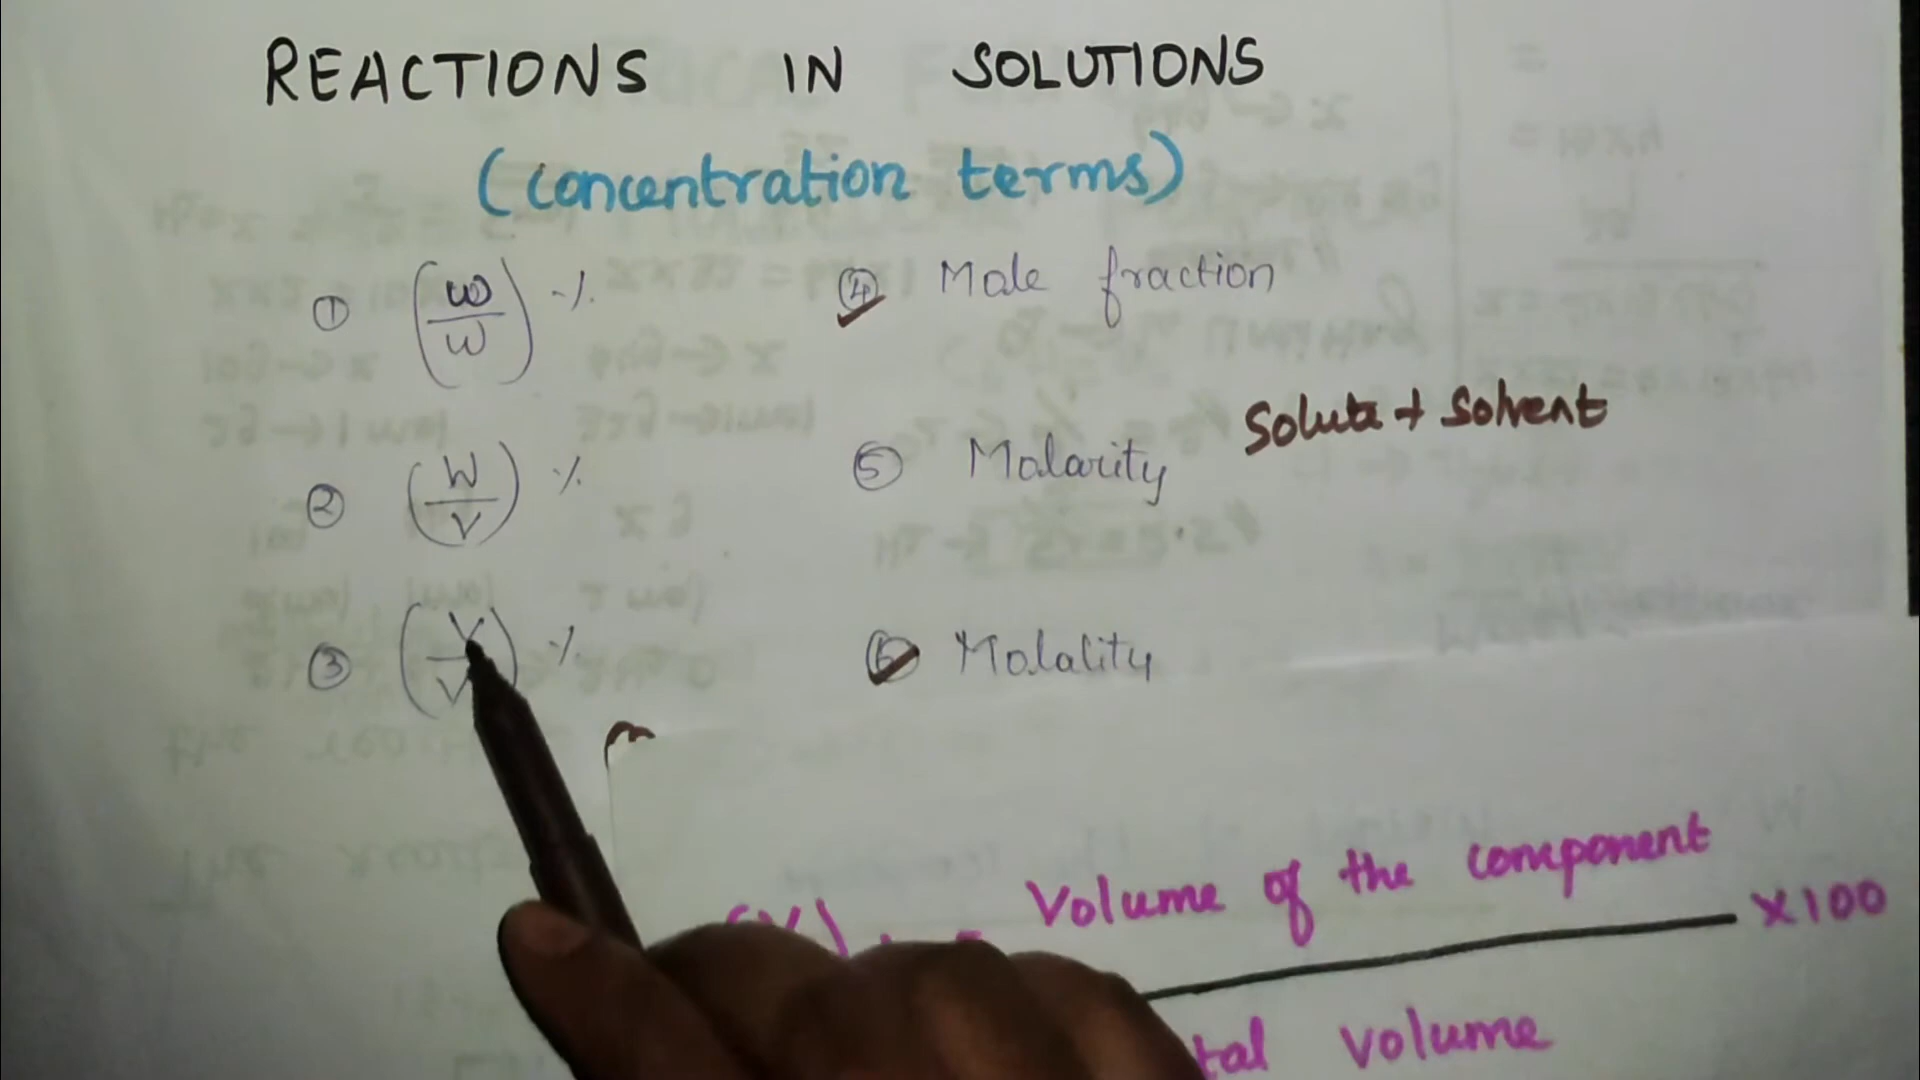 REACTIONS IN SOLUTIONS
(concentration terms)
① (w/w) %
② (W/V) %
③ (V/V) %
④ Mole fraction
Solute + Solvent
⑤ Molarity
⑥ Molality
Volume of the component
×100
volume